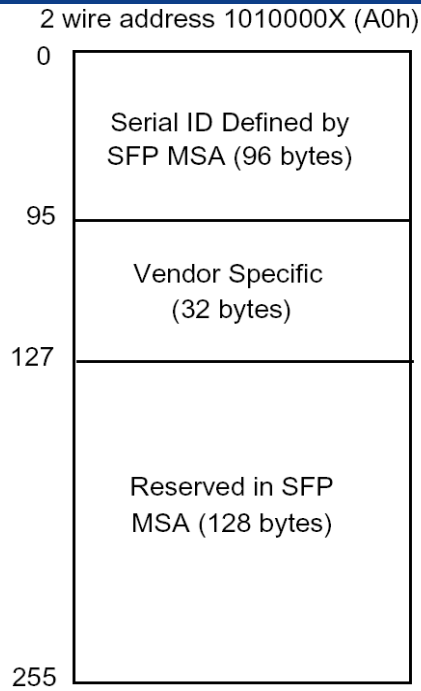 2 wire address 1010000X (A0h)
0
Serial ID Defined by
SFP MSA (96 bytes)
95
Vendor Specific
(32 bytes)
127
Reserved in SFP
MSA (128 bytes)
255